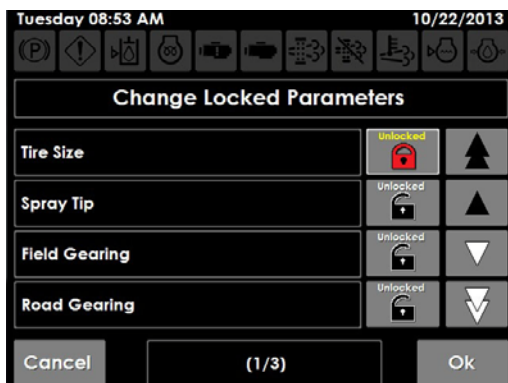 Tuesday 08:53 AM 10/22/2013
Change Locked Parameters
Tire Size Unlocked
Spray Tip Unlocked
Field Gearing Unlocked
Road Gearing Unlocked
Cancel (1/3) Ok